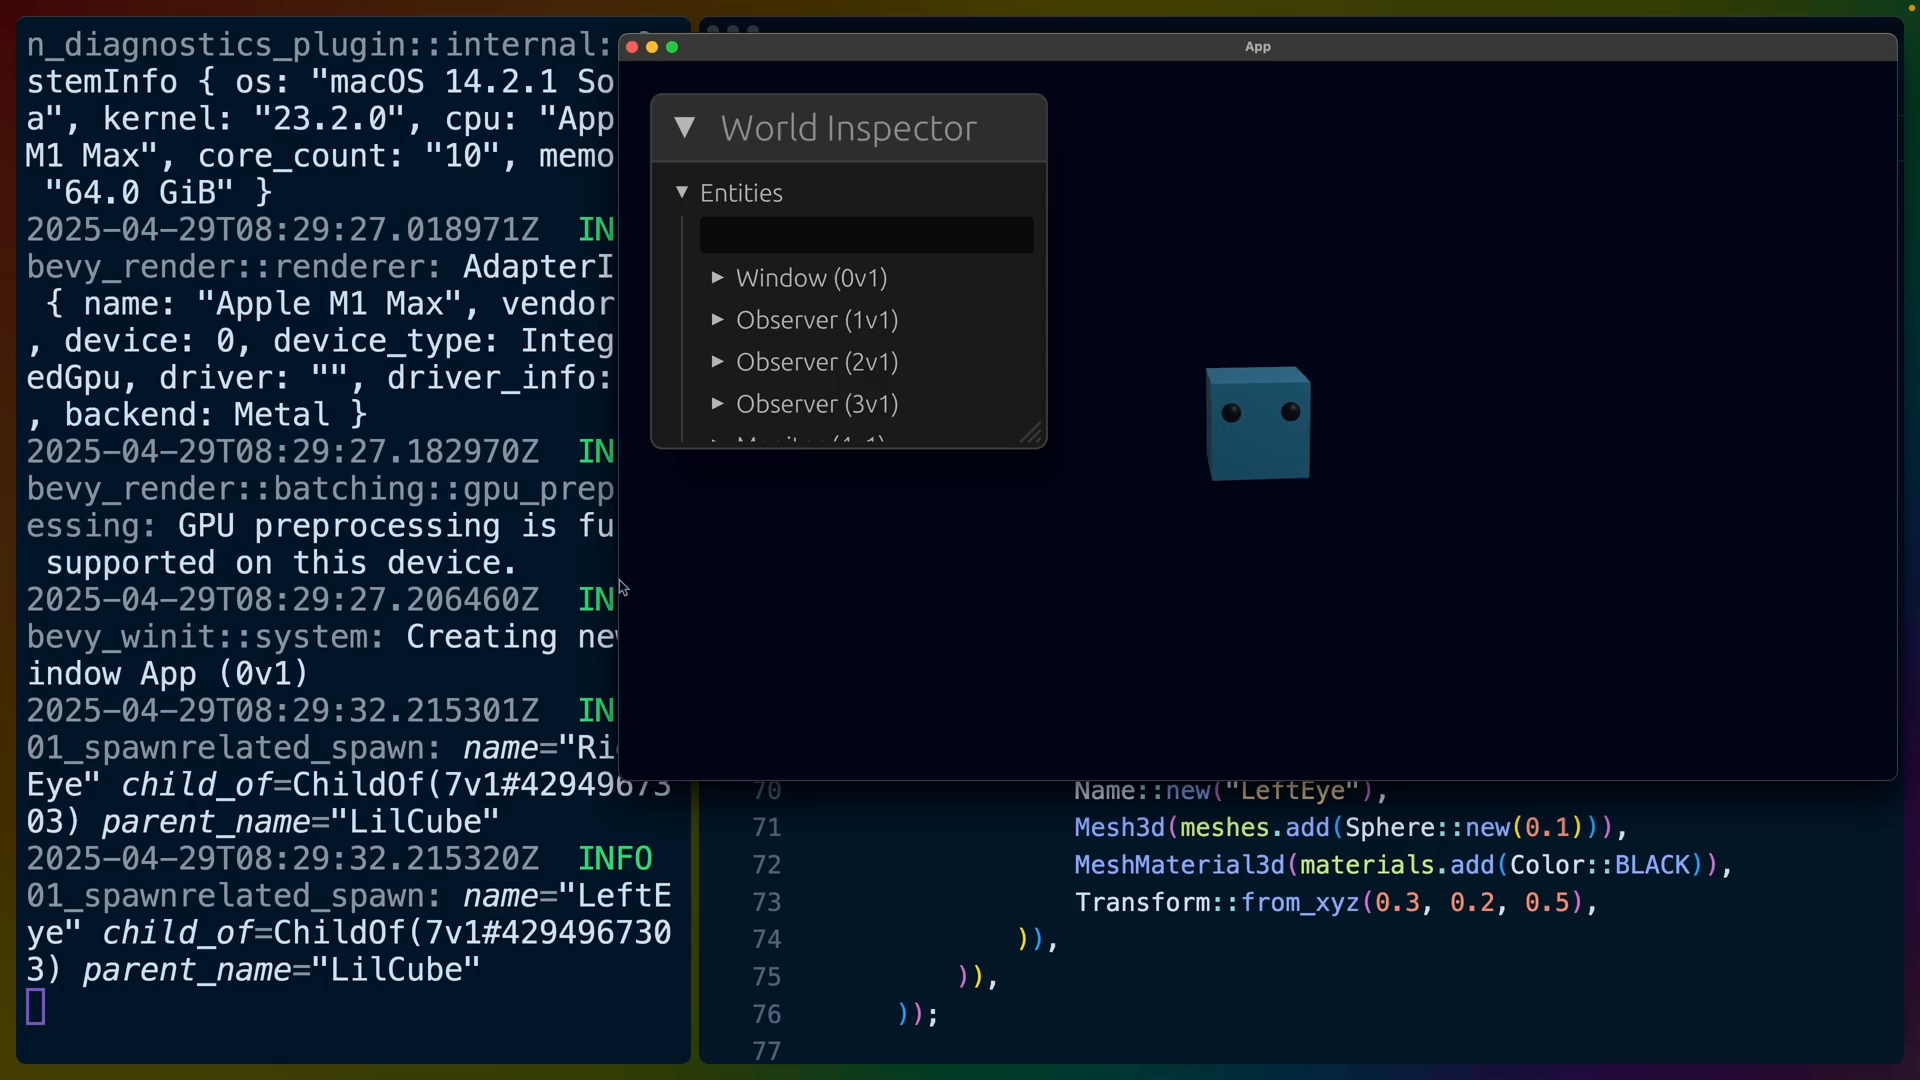 n_diagnostics_plugin::internal:
stemInfo { os: "macOS 14.2.1 So
a", kernel: "23.2.0", cpu: "App
M1 Max", core_count: "10", memo
"64.0 GiB" }
2025-04-29T08:29:27.018971Z  IN
bevy_render::renderer: AdapterI
{ name: "Apple M1 Max", vendor
, device: 0, device_type: Integ
edGpu, driver: "", driver_info:
, backend: Metal }
2025-04-29T08:29:27.182970Z  IN
bevy_render::batching::gpu_prep
essing: GPU preprocessing is fu
supported on this device.
2025-04-29T08:29:27.206460Z  IN
bevy_winit::system: Creating new
indow App (0v1)
2025-04-29T08:29:32.215301Z  IN
01_spawnrelated_spawn: name="Ri
Eye" child_of=ChildOf(7v1#42949673
03) parent_name="LilCube"
2025-04-29T08:29:32.215320Z  INFO
01_spawnrelated_spawn: name="LeftE
ye" child_of=ChildOf(7v1#429496730
3) parent_name="LilCube"
App
▼ World Inspector
▼ Entities
▶ Window (0v1)
▶ Observer (1v1)
▶ Observer (2v1)
▶ Observer (3v1)
70 Name::new("LeftEye"),
71 Mesh3d(meshes.add(Sphere::new(0.1))),
72 MeshMaterial3d(materials.add(Color::BLACK)),
73 Transform::from_xyz(0.3, 0.2, 0.5),
74 )),
75 )),
76 ));
77